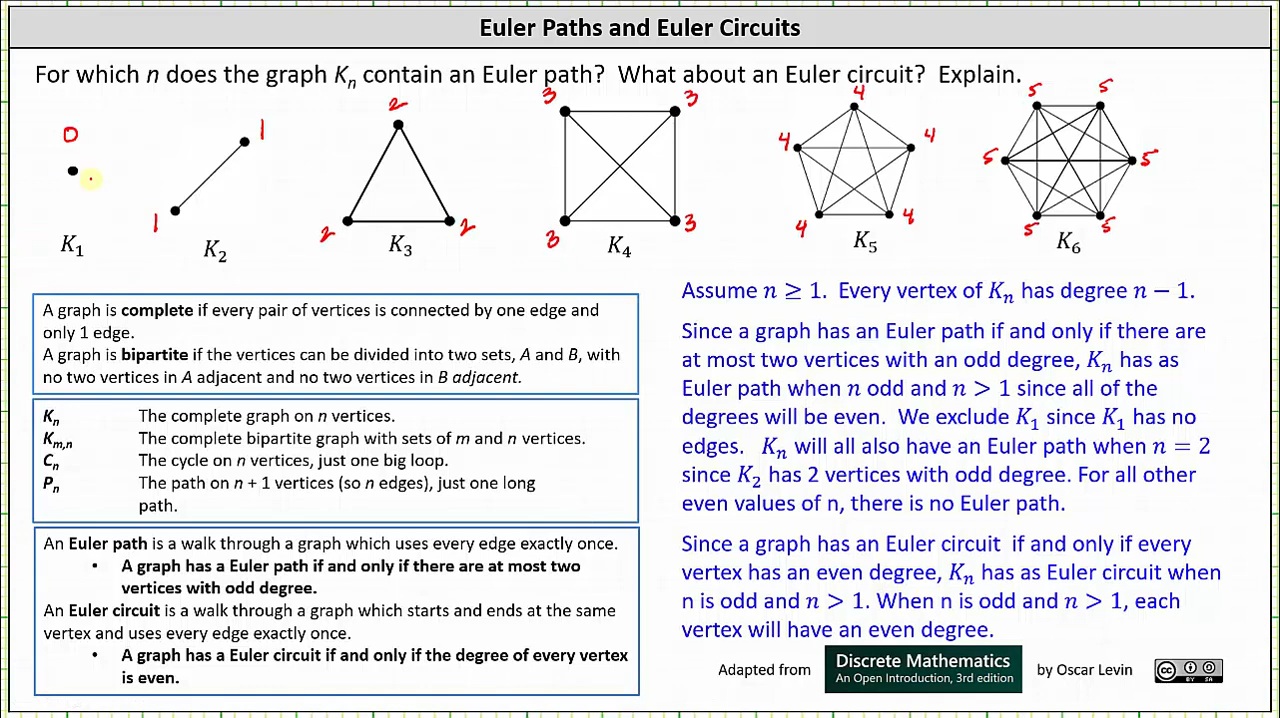 Euler Paths and Euler Circuits
For which n does the graph Kₙ contain an Euler path? What about an Euler circuit? Explain.
0
1
1
2
2
2
3
3
3
3
4
4
4
4
4
5
5
5
5
5
5
K₁
K₂
K₃
K₄
K₅
K₆
A graph is complete if every pair of vertices is connected by one edge and
only 1 edge.
A graph is bipartite if the vertices can be divided into two sets, A and B, with
no two vertices in A adjacent and no two vertices in B adjacent.
Kₙ The complete graph on n vertices.
Kₘ,ₙ The complete bipartite graph with sets of m and n vertices.
Cₙ The cycle on n vertices, just one big loop.
Pₙ The path on n + 1 vertices (so n edges), just one long
path.
An Euler path is a walk through a graph which uses every edge exactly once.
• A graph has a Euler path if and only if there are at most two
vertices with odd degree.
An Euler circuit is a walk through a graph which starts and ends at the same
vertex and uses every edge exactly once.
• A graph has a Euler circuit if and only if the degree of every vertex
is even.
Assume n ≥ 1. Every vertex of Kₙ has degree n − 1.
Since a graph has an Euler path if and only if there are
at most two vertices with an odd degree, Kₙ has as
Euler path when n odd and n > 1 since all of the
degrees will be even. We exclude K₁ since K₁ has no
edges. Kₙ will all also have an Euler path when n = 2
since K₂ has 2 vertices with odd degree. For all other
even values of n, there is no Euler path.
Since a graph has an Euler circuit if and only if every
vertex has an even degree, Kₙ has as Euler circuit when
n is odd and n > 1. When n is odd and n > 1, each
vertex will have an even degree.
Adapted from
Discrete Mathematics
An Open Introduction, 3rd edition
by Oscar Levin
cc
BY SA